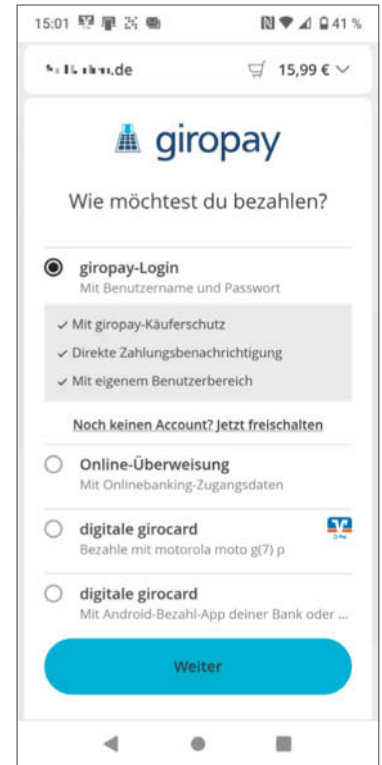 15:01 41 %
.de 15,99 €
giropay
Wie möchtest du bezahlen?
giropay-Login
Mit Benutzername und Passwort
✓ Mit giropay-Käuferschutz
✓ Direkte Zahlungsbenachrichtigung
✓ Mit eigenem Benutzerbereich
Noch keinen Account? Jetzt freischalten
Online-Überweisung
Mit Onlinebanking-Zugangsdaten
digitale girocard
Bezahle mit motorola moto g(7) p
digitale girocard
Mit Android-Bezahl-App deiner Bank oder ...
Weiter